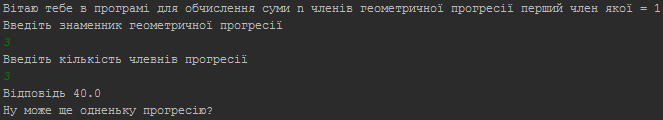 Вітаю тебе в програмі для обчислення суми n членів геометричної прогресії перший член якої = 1
Введіть знаменник геометричної прогресії
3
Введіть кількість члевнів прогресії
3
Відповідь 40.0
Ну може ще одненьку прогресію?